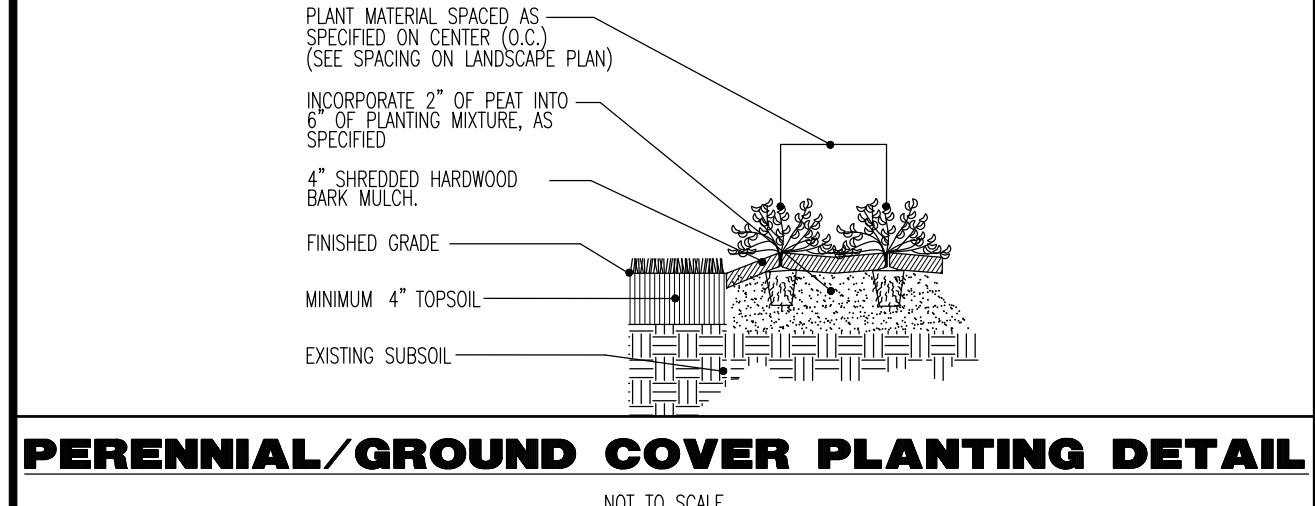 PLANT MATERIAL SPACED AS
SPECIFIED ON CENTER (O.C.)
(SEE SPACING ON LANDSCAPE PLAN)
INCORPORATE 2” OF PEAT INTO
6” OF PLANTING MIXTURE, AS
SPECIFIED
4” SHREDDED HARDWOOD
BARK MULCH.
FINISHED GRADE
MINIMUM 4” TOPSOIL
EXISTING SUBSOIL
PERENNIAL/GROUND COVER PLANTING DETAIL
NOT TO SCALE